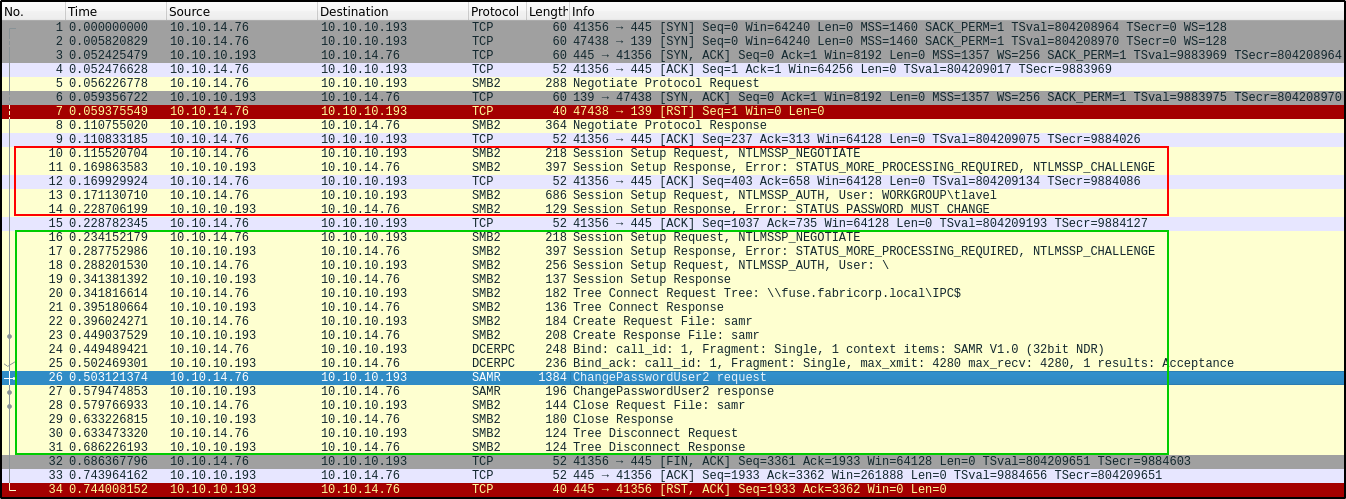 No. Time Source Destination Protocol Length Info
1 0.000000000 10.10.14.76 10.10.10.193 TCP 60 41356 → 445 [SYN] Seq=0 Win=64240 Len=0 MSS=1460 SACK_PERM=1 TSval=804208964 TSecr=0 WS=128
2 0.005820829 10.10.14.76 10.10.10.193 TCP 60 47438 → 139 [SYN] Seq=0 Win=64240 Len=0 MSS=1460 SACK_PERM=1 TSval=804208970 TSecr=0 WS=128
3 0.052425479 10.10.10.193 10.10.14.76 TCP 60 445 → 41356 [SYN, ACK] Seq=0 Ack=1 Win=8192 Len=0 MSS=1357 WS=256 SACK_PERM=1 TSval=9883969 TSecr=804208964
4 0.052476628 10.10.14.76 10.10.10.193 TCP 52 41356 → 445 [ACK] Seq=1 Ack=1 Win=64256 Len=0 TSval=804209017 TSecr=9883969
5 0.056226778 10.10.14.76 10.10.10.193 SMB2 288 Negotiate Protocol Request
6 0.059356722 10.10.10.193 10.10.14.76 TCP 60 139 → 47438 [SYN, ACK] Seq=0 Ack=1 Win=8192 Len=0 MSS=1357 WS=256 SACK_PERM=1 TSval=9883975 TSecr=804208970
7 0.059375549 10.10.14.76 10.10.10.193 TCP 40 47438 → 139 [RST] Seq=1 Win=0 Len=0
8 0.110755020 10.10.10.193 10.10.14.76 SMB2 364 Negotiate Protocol Response
9 0.110833185 10.10.14.76 10.10.10.193 TCP 52 41356 → 445 [ACK] Seq=237 Ack=313 Win=64128 Len=0 TSval=804209075 TSecr=9884026
10 0.115520704 10.10.14.76 10.10.10.193 SMB2 218 Session Setup Request, NTLMSSP_NEGOTIATE
11 0.169863583 10.10.10.193 10.10.14.76 SMB2 397 Session Setup Response, Error: STATUS_MORE_PROCESSING_REQUIRED, NTLMSSP_CHALLENGE
12 0.169929924 10.10.14.76 10.10.10.193 TCP 52 41356 → 445 [ACK] Seq=403 Ack=658 Win=64128 Len=0 TSval=804209134 TSecr=9884086
13 0.171130710 10.10.14.76 10.10.10.193 SMB2 686 Session Setup Request, NTLMSSP_AUTH, User: WORKGROUP\tlavel
14 0.228706199 10.10.10.193 10.10.14.76 SMB2 129 Session Setup Response, Error: STATUS_PASSWORD_MUST_CHANGE
15 0.228782345 10.10.14.76 10.10.10.193 TCP 52 41356 → 445 [ACK] Seq=1037 Ack=735 Win=64128 Len=0 TSval=804209193 TSecr=9884127
16 0.234152179 10.10.14.76 10.10.10.193 SMB2 218 Session Setup Request, NTLMSSP_NEGOTIATE
17 0.287752986 10.10.10.193 10.10.14.76 SMB2 397 Session Setup Response, Error: STATUS_MORE_PROCESSING_REQUIRED, NTLMSSP_CHALLENGE
18 0.288201530 10.10.14.76 10.10.10.193 SMB2 256 Session Setup Request, NTLMSSP_AUTH, User: \
19 0.341381392 10.10.10.193 10.10.14.76 SMB2 137 Session Setup Response
20 0.341816614 10.10.14.76 10.10.10.193 SMB2 182 Tree Connect Request Tree: \\fuse.fabricorp.local\IPC$
21 0.395180664 10.10.10.193 10.10.14.76 SMB2 136 Tree Connect Response
22 0.396024271 10.10.14.76 10.10.10.193 SMB2 184 Create Request File: samr
23 0.449037529 10.10.10.193 10.10.14.76 SMB2 208 Create Response File: samr
24 0.449489421 10.10.14.76 10.10.10.193 DCERPC 248 Bind: call_id: 1, Fragment: Single, 1 context items: SAMR V1.0 (32bit NDR)
25 0.502469301 10.10.10.193 10.10.14.76 DCERPC 236 Bind_ack: call_id: 1, Fragment: Single, max_xmit: 4280 max_recv: 4280, 1 results: Acceptance
26 0.503121374 10.10.14.76 10.10.10.193 SAMR 1384 ChangePasswordUser2 request
27 0.579474853 10.10.10.193 10.10.14.76 SAMR 196 ChangePasswordUser2 response
28 0.579766933 10.10.14.76 10.10.10.193 SMB2 144 Close Request File: samr
29 0.633226815 10.10.10.193 10.10.14.76 SMB2 180 Close Response
30 0.633473320 10.10.14.76 10.10.10.193 SMB2 124 Tree Disconnect Request
31 0.686226193 10.10.10.193 10.10.14.76 SMB2 124 Tree Disconnect Response
32 0.686367796 10.10.14.76 10.10.10.193 TCP 52 41356 → 445 [FIN, ACK] Seq=3361 Ack=1933 Win=64128 Len=0 TSval=804209651 TSecr=9884603
33 0.743964162 10.10.10.193 10.10.14.76 TCP 52 445 → 41356 [ACK] Seq=1933 Ack=3362 Win=261888 Len=0 TSval=9884656 TSecr=804209651
34 0.744008152 10.10.10.193 10.10.14.76 TCP 40 445 → 41356 [RST, ACK] Seq=1933 Ack=3362 Win=0 Len=0